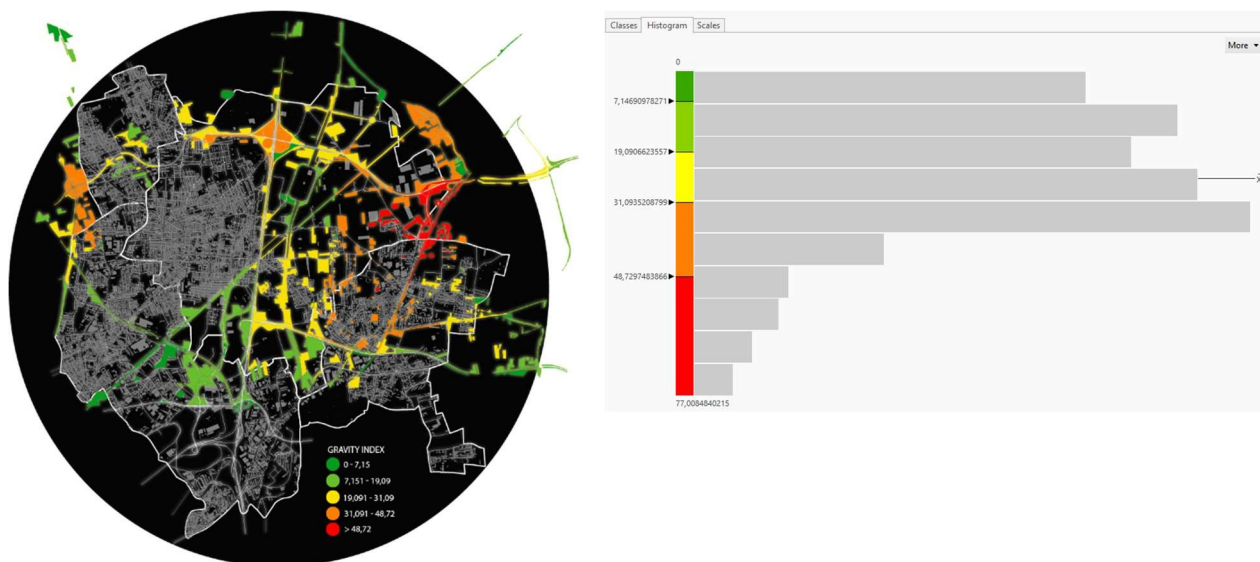 GRAVITY INDEX
0 - 7,15
7,151 - 19,09
19,091 - 31,09
31,091 - 48,72
> 48,72
Classes Histogram Scales
More
0
7,14690978271
19,0906623557
31,0935208799
48,7297483866
77,0084840215